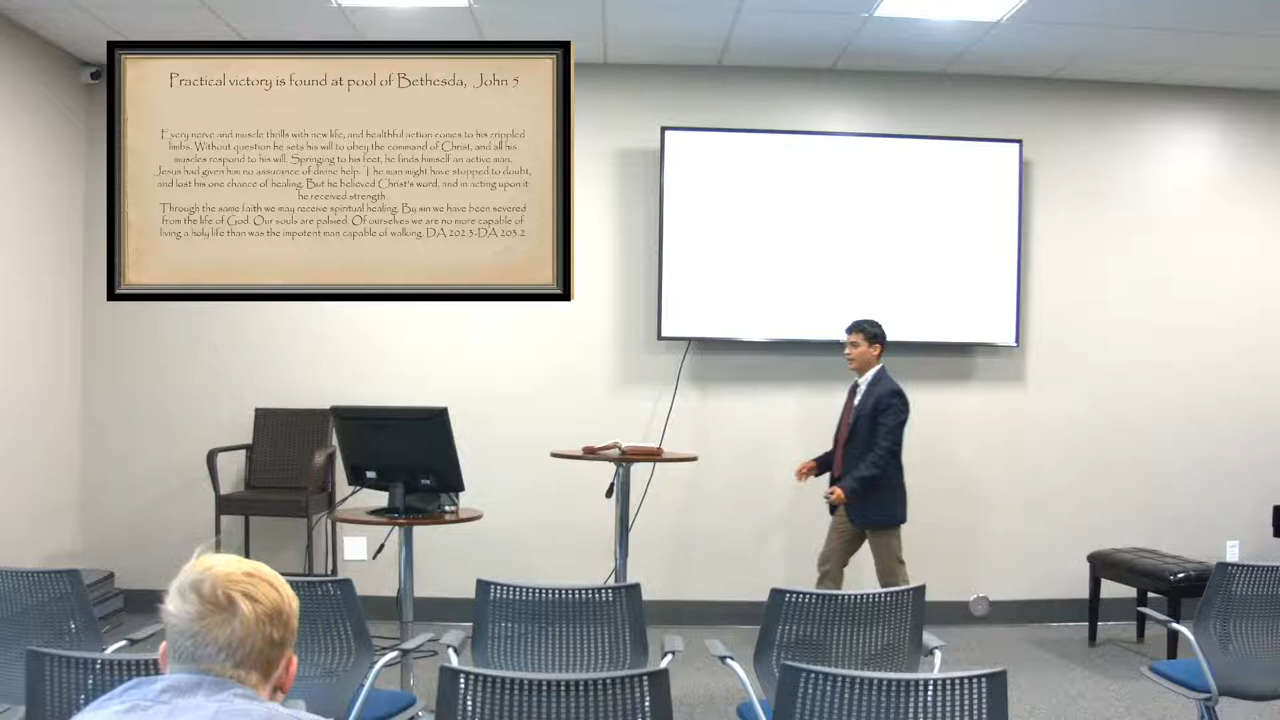 Practical victory is found at pool of Bethesda, John 5
Every nerve and muscle thrills with new life, and healthful action comes to his crippled
limbs. Without question he sets his will to obey the command of Christ, and all his
muscles respond to his will. Springing to his feet, he finds himself an active man.
Jesus had given him no assurance of divine help. The man might have stopped to doubt,
and lost his one chance of healing. But he believed Christ's word, and in acting upon it
he received strength
Through the same faith we may receive spiritual healing. By sin we have been severed
from the life of God. Our souls are palsied. Of ourselves we are no more capable of
living a holy life than was the impotent man capable of walking. DA 202.3-DA 203.2